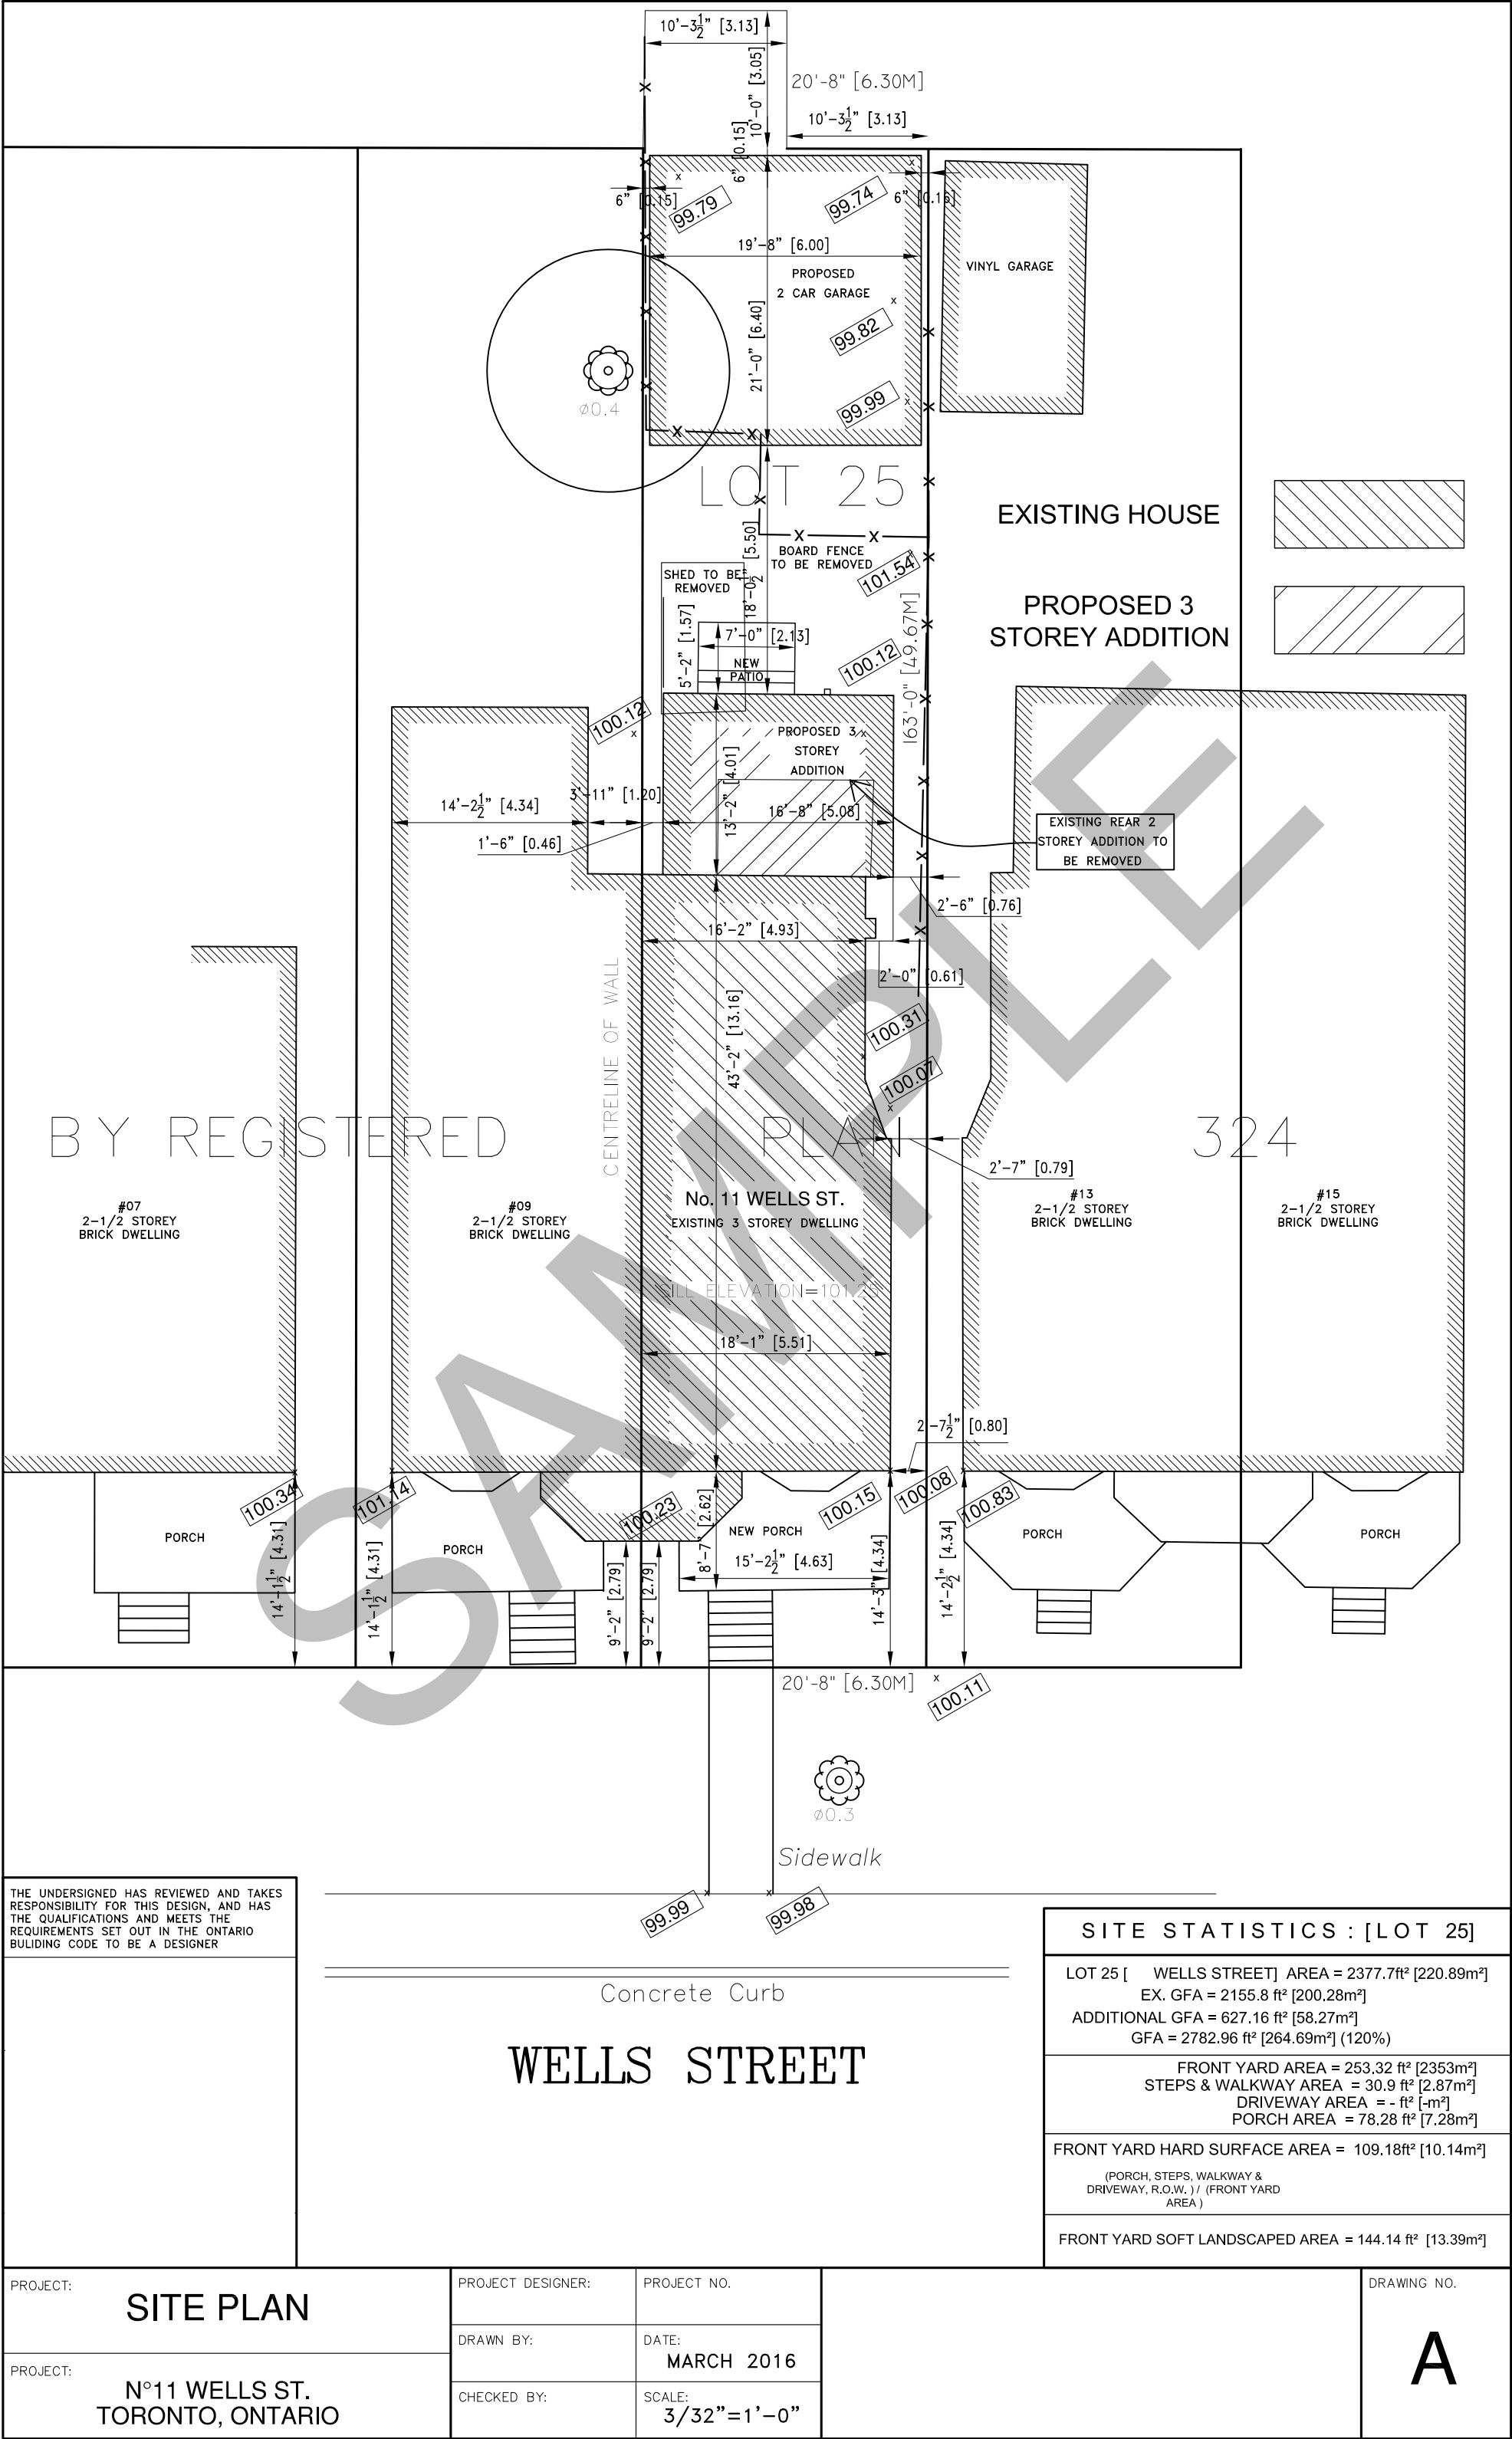 10'-3½" [3.13]
10'-0" [3.05]
20'-8" [6.30M]
10'-3½" [3.13]
6" [0.15]
6" [0.15]
99.79
99.74
6" [0.16]
19'-8" [6.00]
PROPOSED
2 CAR GARAGE
VINYL GARAGE
99.82
21'-0" [6.40]
99.99
ø0.4
LOT 25
EXISTING HOUSE
BOARD FENCE
TO BE REMOVED
18'-0½" [5.50]
SHED TO BE
REMOVED
101.54
PROPOSED 3
STOREY ADDITION
163'-0" [49.67M]
5'-2" [1.57]
7'-0" [2.13]
NEW
PATIO
100.12
100.12
PROPOSED 3
STOREY
ADDITION
13'-2" [4.01]
14'-2½" [4.34]
3'-11" [1.20]
16'-8" [5.08]
1'-6" [0.46]
EXISTING REAR 2
STOREY ADDITION TO
BE REMOVED
2'-6" [0.76]
16'-2" [4.93]
2'-0" [0.61]
CENTRELINE OF WALL
43'-2" [13.16]
100.31
100.07
BY REGISTERED PLAN 324
2'-7" [0.79]
#07
2-1/2 STOREY
BRICK DWELLING
#09
2-1/2 STOREY
BRICK DWELLING
No. 11 WELLS ST.
EXISTING 3 STOREY DWELLING
#13
2-1/2 STOREY
BRICK DWELLING
#15
2-1/2 STOREY
BRICK DWELLING
SILL ELEVATION=101.25
18'-1" [5.51]
2'-7½" [0.80]
SAMPLE
100.34
101.14
100.23
100.15
100.08
100.83
PORCH
PORCH
NEW PORCH
PORCH
PORCH
8'-7" [2.62]
15'-2½" [4.63]
14'-1½" [4.31]
14'-1½" [4.31]
9'-2" [2.79]
9'-2" [2.79]
14'-3" [4.34]
14'-2½" [4.34]
20'-8" [6.30M]
100.11
ø0.3
Sidewalk
99.99
99.98
Concrete Curb
WELLS STREET
THE UNDERSIGNED HAS REVIEWED AND TAKES
RESPONSIBILITY FOR THIS DESIGN, AND HAS
THE QUALIFICATIONS AND MEETS THE
REQUIREMENTS SET OUT IN THE ONTARIO
BULIDING CODE TO BE A DESIGNER
SITE STATISTICS : [LOT 25]
LOT 25 [ WELLS STREET] AREA = 2377.7ft² [220.89m²]
EX. GFA = 2155.8 ft² [200.28m²]
ADDITIONAL GFA = 627.16 ft² [58.27m²]
GFA = 2782.96 ft² [264.69m²] (120%)
FRONT YARD AREA = 253.32 ft² [2353m²]
STEPS & WALKWAY AREA = 30.9 ft² [2.87m²]
DRIVEWAY AREA = - ft² [-m²]
PORCH AREA = 78.28 ft² [7.28m²]
FRONT YARD HARD SURFACE AREA = 109.18ft² [10.14m²]
(PORCH, STEPS, WALKWAY &
DRIVEWAY, R.O.W. ) / (FRONT YARD
AREA )
FRONT YARD SOFT LANDSCAPED AREA = 144.14 ft² [13.39m²]
PROJECT:
SITE PLAN
PROJECT:
N°11 WELLS ST.
TORONTO, ONTARIO
PROJECT DESIGNER:
PROJECT NO.
DRAWN BY:
DATE:
MARCH 2016
CHECKED BY:
SCALE:
3/32"=1'-0"
DRAWING NO.
A